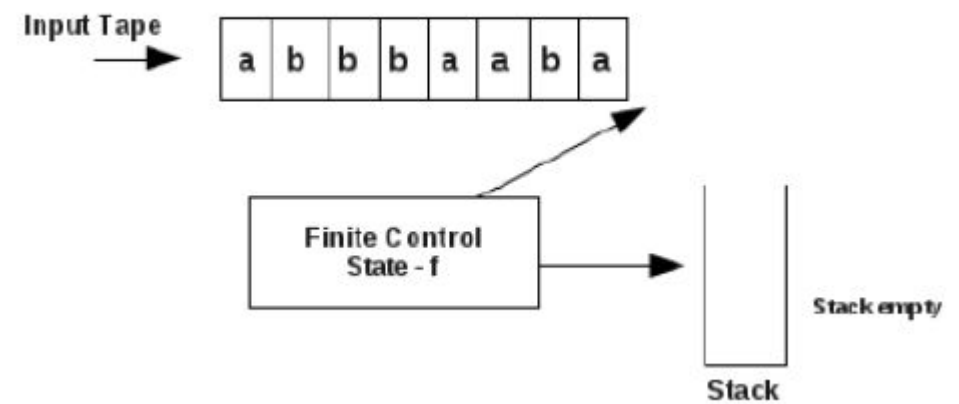 Input Tape
a b b b a a b a
Finite Control
State - f
Stack empty
Stack